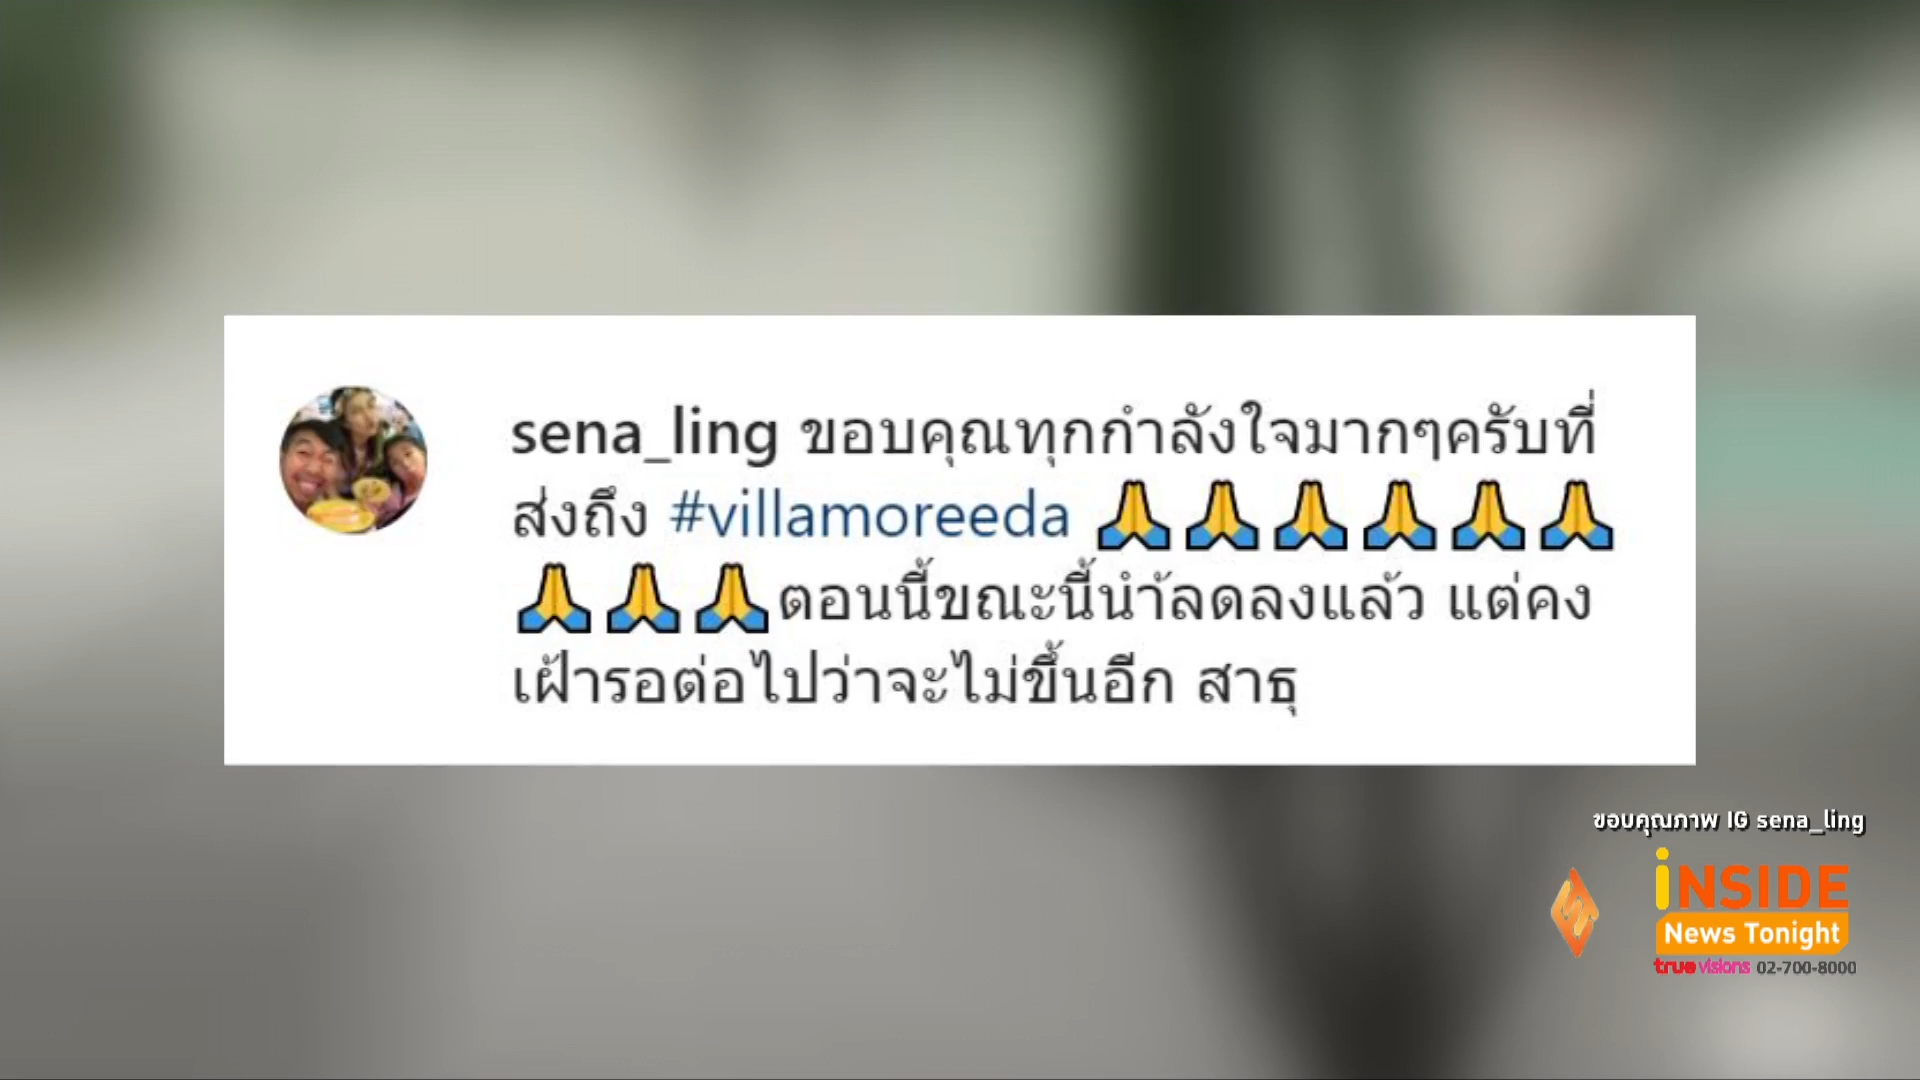 sena_ling ขอบคุณทุกกำลังใจมากๆครับที่
ส่งถึง #villamoreeda 🙏🙏🙏🙏🙏🙏
🙏🙏🙏ตอนนี้ขณะนี้นำ้ลดลงแล้ว แต่คง
เฝ้ารอต่อไปว่าจะไม่ขึ้นอีก สาธุ
ขอบคุณภาพ IG sena_ling
iNSIDE
News Tonight
truevisions 02-700-8000